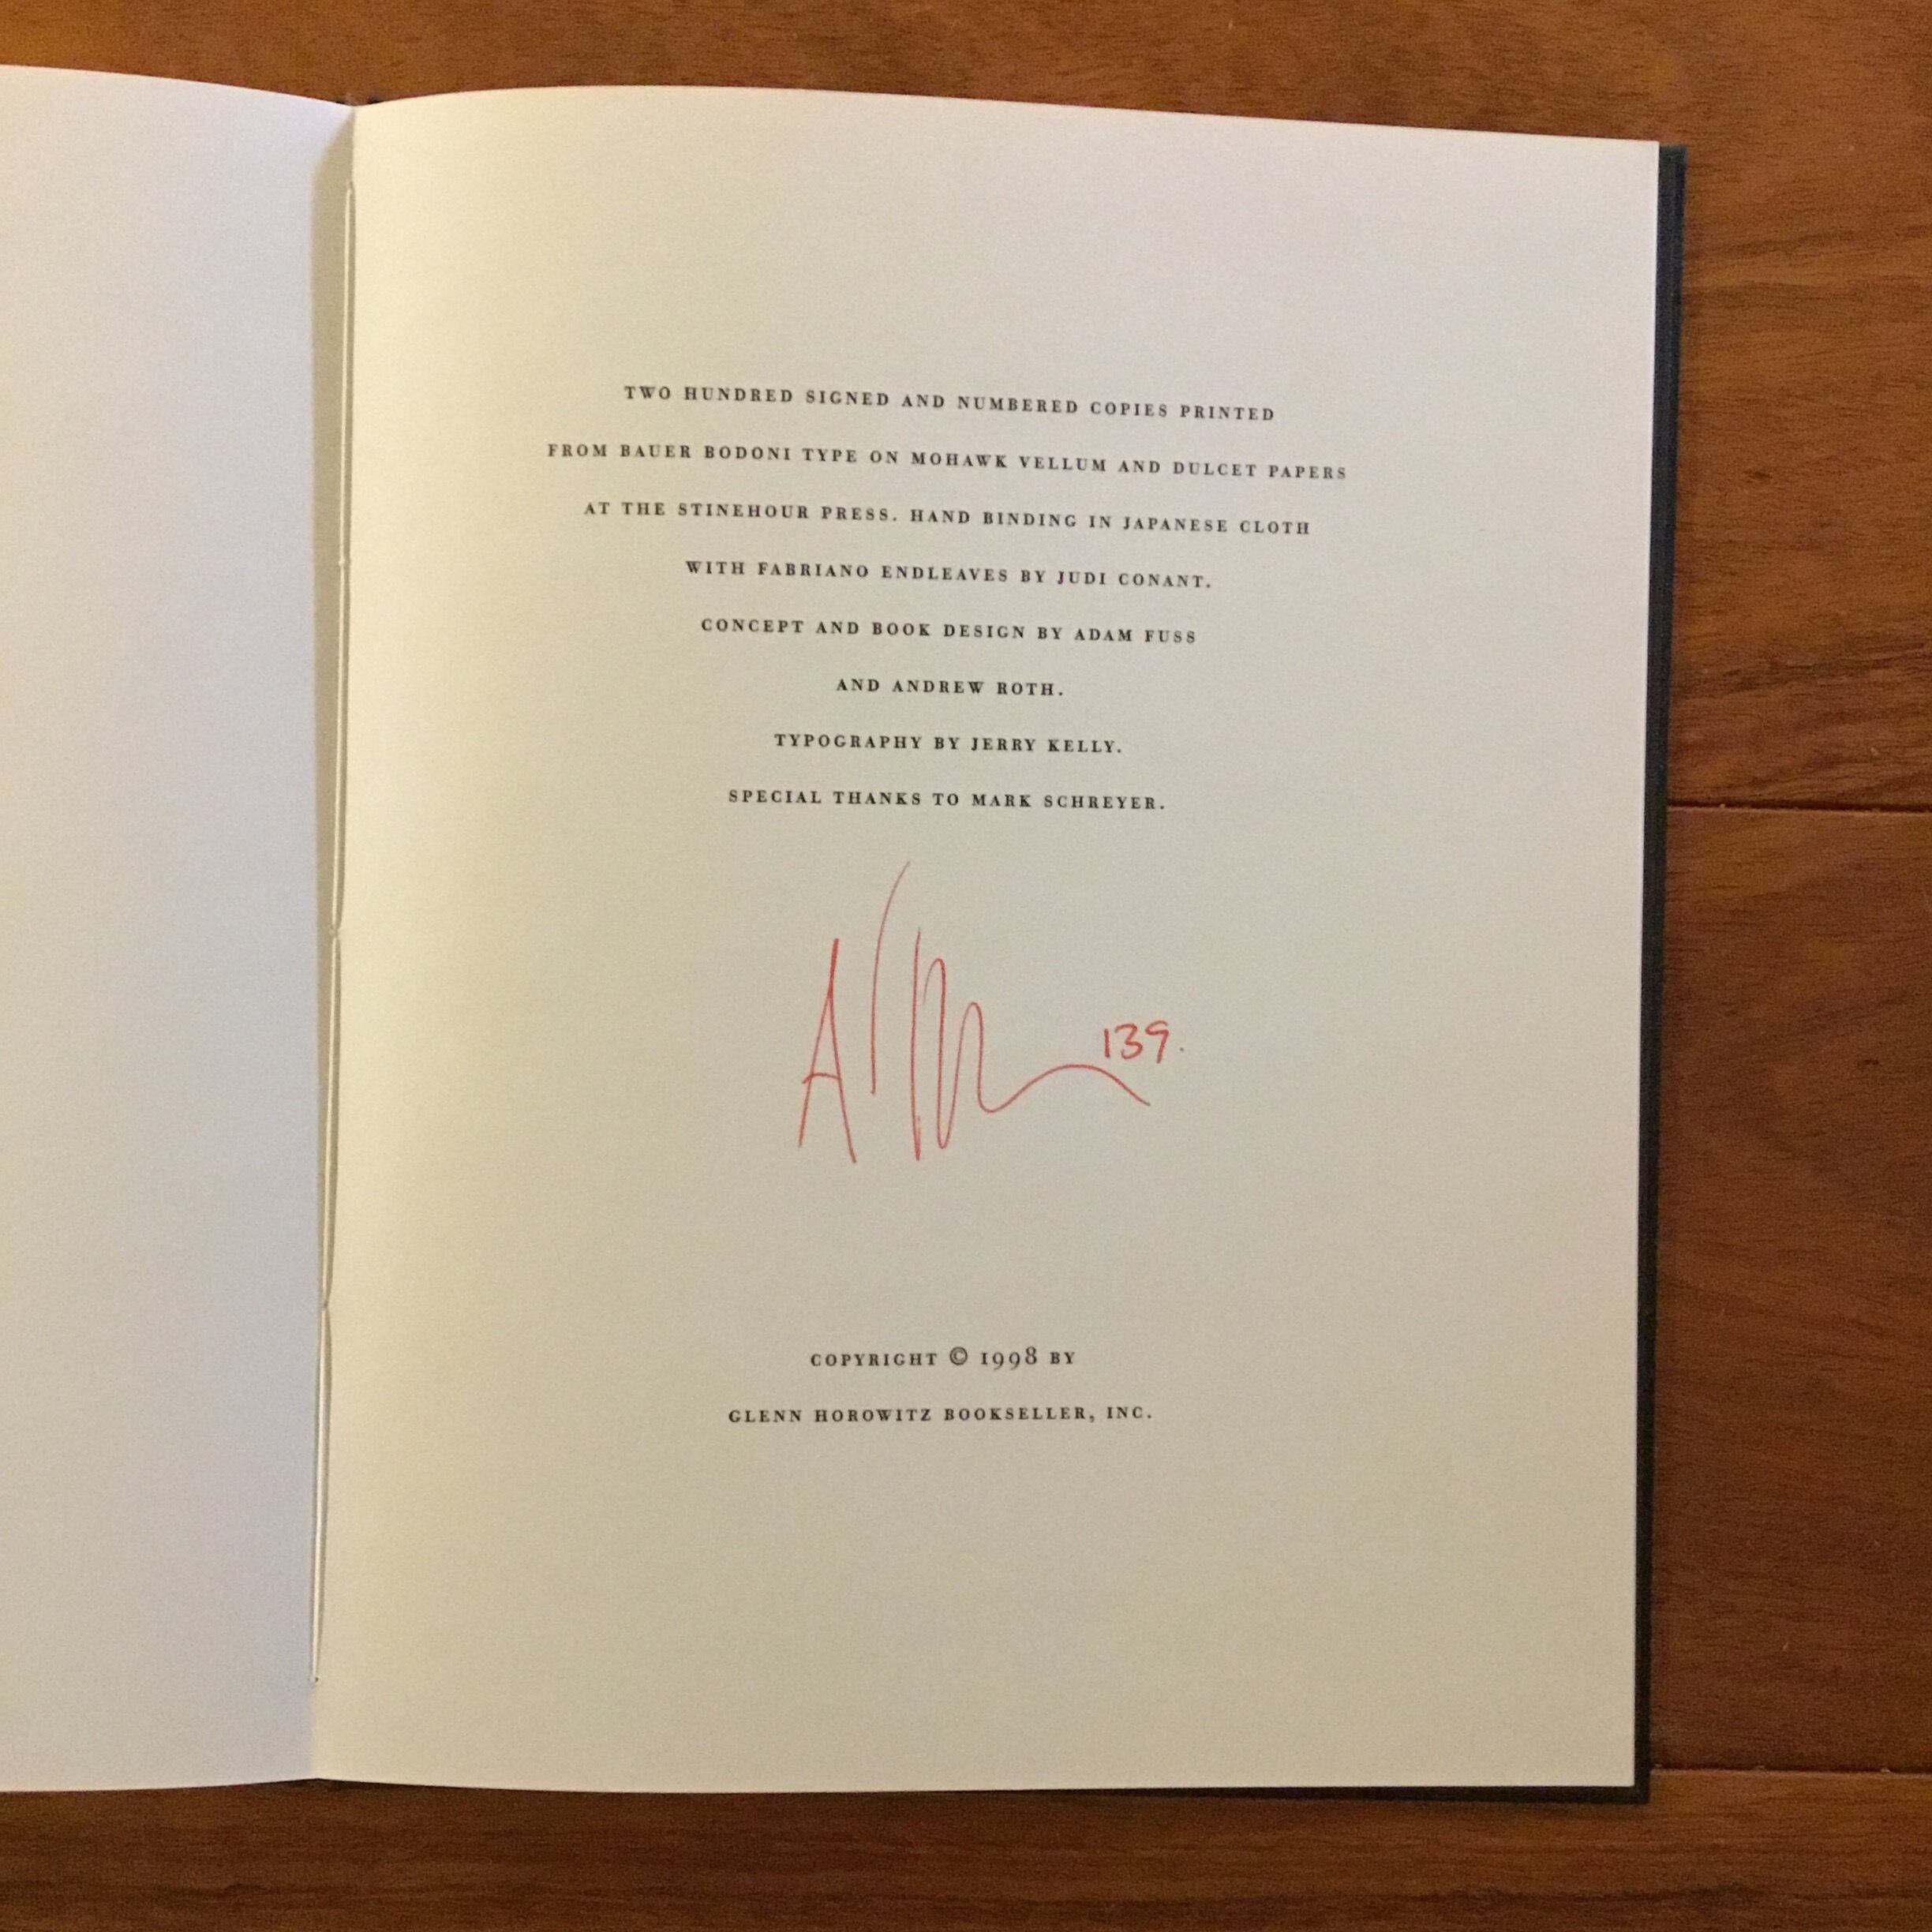 TWO HUNDRED SIGNED AND NUMBERED COPIES PRINTED
FROM BAUER BODONI TYPE ON MOHAWK VELLUM AND DULCET PAPERS
AT THE STINEHOUR PRESS. HAND BINDING IN JAPANESE CLOTH
WITH FABRIANO ENDLEAVES BY JUDI CONANT.
CONCEPT AND BOOK DESIGN BY ADAM FUSS
AND ANDREW ROTH.
TYPOGRAPHY BY JERRY KELLY.
SPECIAL THANKS TO MARK SCHREYER.
139.
COPYRIGHT © 1998 BY
GLENN HOROWITZ BOOKSELLER, INC.